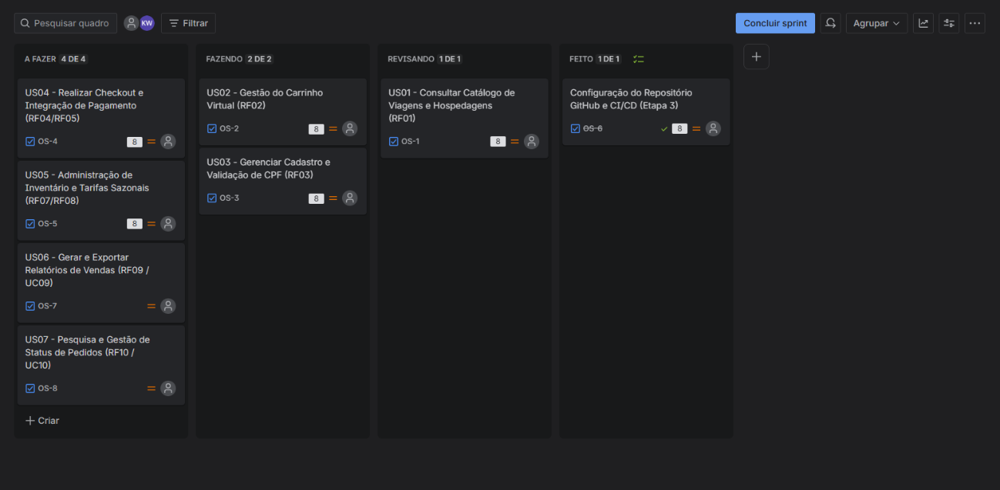 Pesquisar quadro
KW
Filtrar
Concluir sprint
Agrupar
A FAZER 4 DE 4
US04 - Realizar Checkout e
Integração de Pagamento
(RF04/RF05)
OS-4
8
US05 - Administração de
Inventário e Tarifas Sazonais
(RF07/RF08)
OS-5
8
US06 - Gerar e Exportar
Relatórios de Vendas (RF09 /
UC09)
OS-7
US07 - Pesquisa e Gestão de
Status de Pedidos (RF10 /
UC10)
OS-8
Criar
FAZENDO 2 DE 2
US02 - Gestão do Carrinho
Virtual (RF02)
OS-2
8
US03 - Gerenciar Cadastro e
Validação de CPF (RF03)
OS-3
8
REVISANDO 1 DE 1
US01 - Consultar Catálogo de
Viagens e Hospedagens
(RF01)
OS-1
8
FEITO 1 DE 1
Configuração do Repositório
GitHub e CI/CD (Etapa 3)
OS-6
8